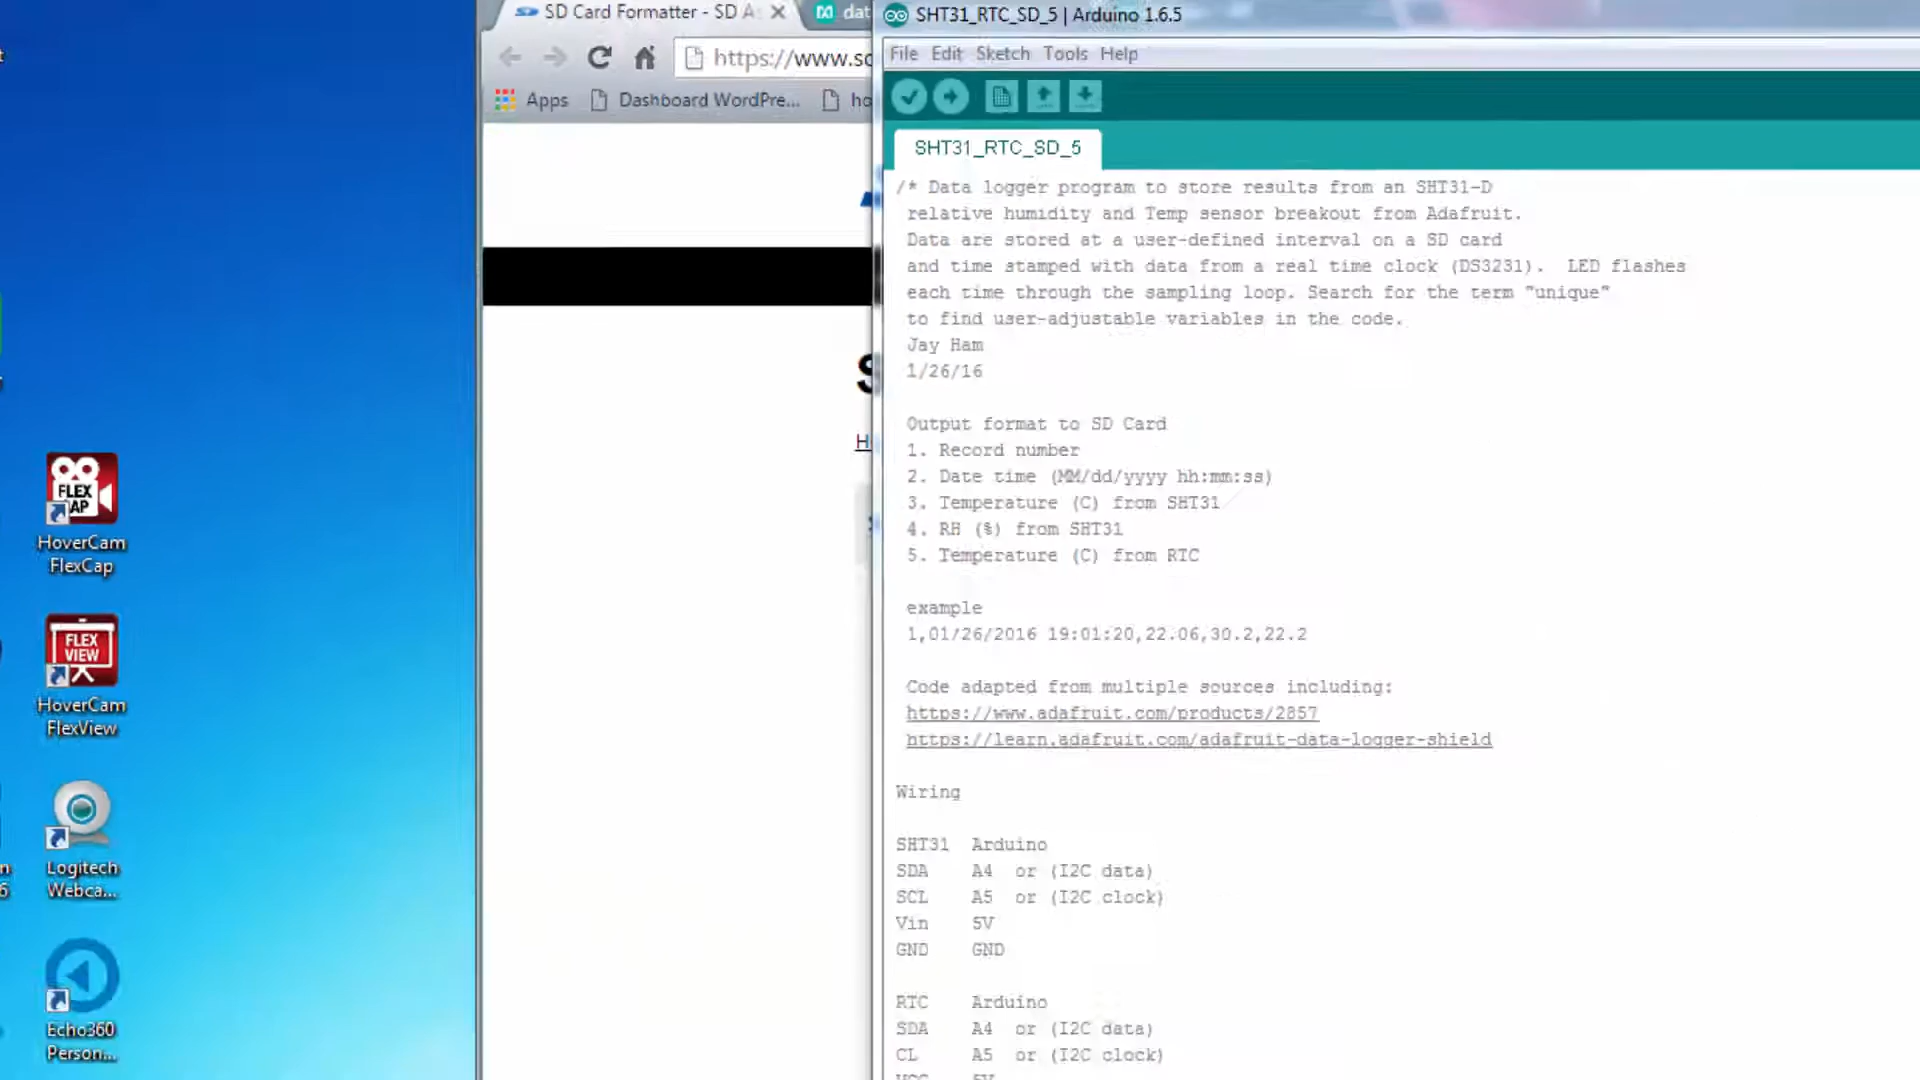 SD Card Formatter - SD A
dat
SHT31_RTC_SD_5 | Arduino 1.6.5
https://www.sc
File Edit Sketch Tools Help
Apps Dashboard WordPre... ho
SHT31_RTC_SD_5
/* Data logger program to store results from an SHT31-D
relative humidity and Temp sensor breakout from Adafruit.
Data are stored at a user-defined interval on a SD card
and time stamped with data from a real time clock (DS3231). LED flashes
each time through the sampling loop. Search for the term "unique"
to find user-adjustable variables in the code.
Jay Ham
1/26/16
Output format to SD Card
1. Record number
2. Date time (MM/dd/yyyy hh:mm:ss)
3. Temperature (C) from SHT31
4. RH (%) from SHT31
5. Temperature (C) from RTC
example
1,01/26/2016 19:01:20,22.06,30.2,22.2
Code adapted from multiple sources including:
https://www.adafruit.com/products/2857
https://learn.adafruit.com/adafruit-data-logger-shield
Wiring
SHT31 Arduino
SDA A4 or (I2C data)
SCL A5 or (I2C clock)
Vin 5V
GND GND
RTC Arduino
SDA A4 or (I2C data)
CL A5 or (I2C clock)
S
H
FLEX
HoverCam
FlexCap
FLEX
VIEW
HoverCam
FlexView
Logitech
Webca...
Echo360
Person...